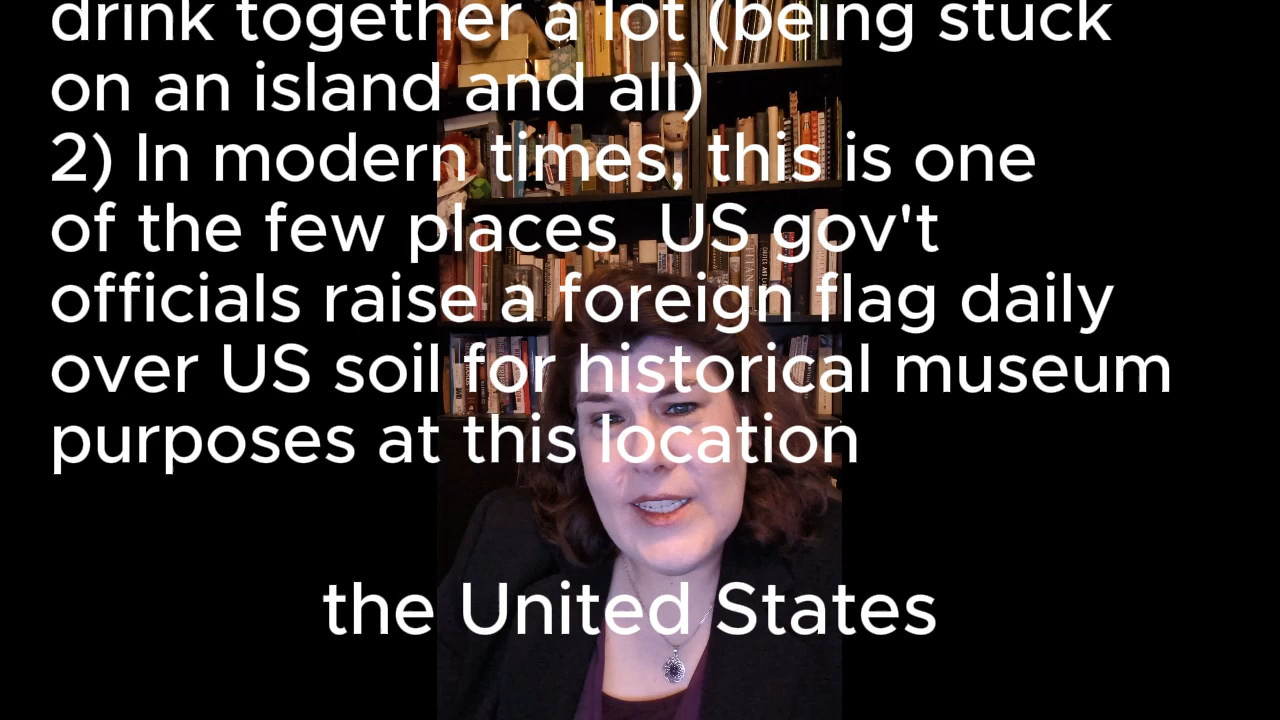 drink together a lot (being stuck
on an island and all)
2) In modern times, this is one
of the few places  US gov't
officials raise a foreign flag daily
over US soil for historical museum
purposes at this location
the United States